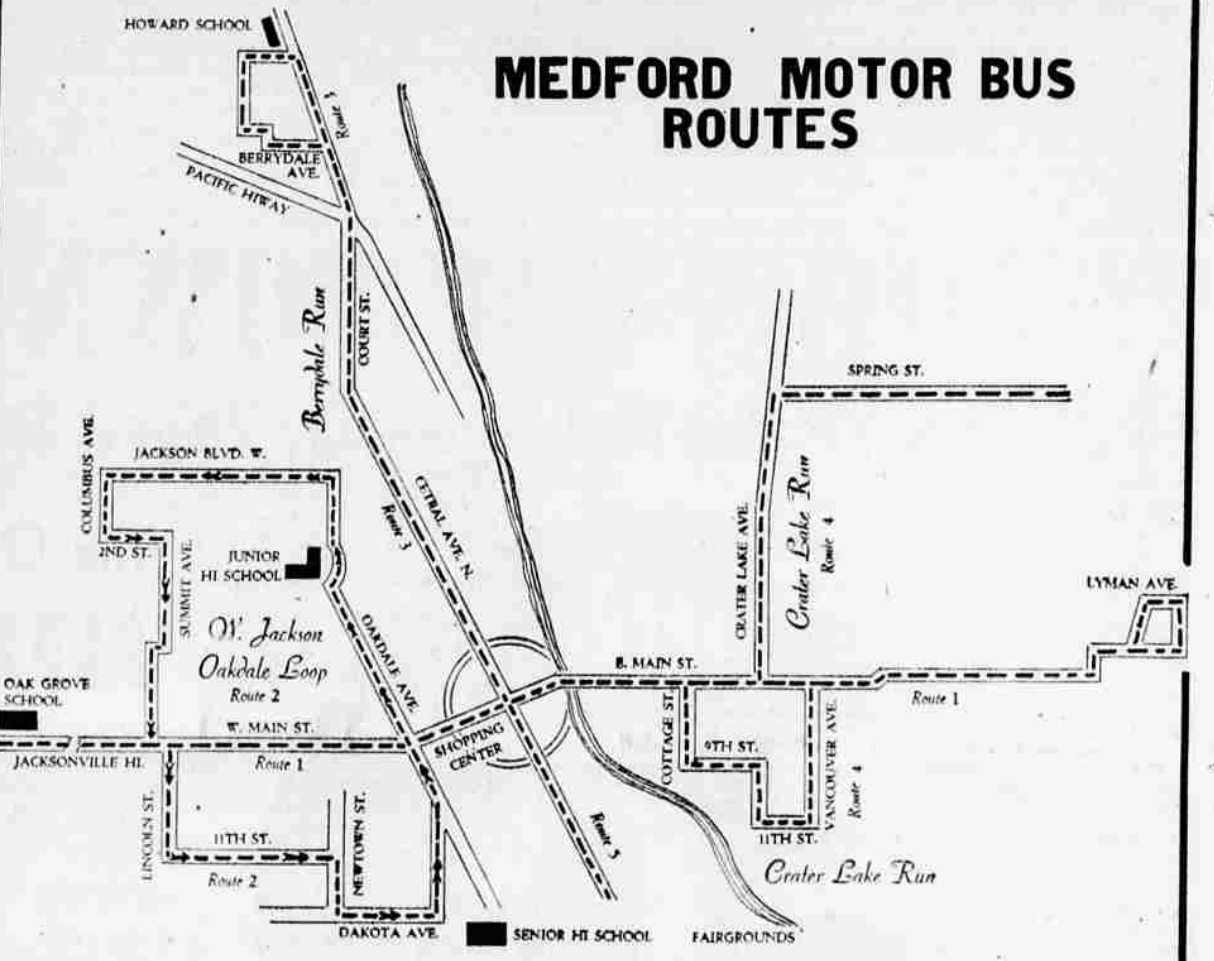 MEDFORD MOTOR BUS
ROUTES
HOWARD SCHOOL
Route 3
BERRYDALE
AVE.
PACIFIC HIWAY
Berrydale Run
COURT ST.
SPRING ST.
COLUMBUS AVE.
JACKSON BLVD. W.
CETRAL AVE. N.
Route 3
CRATER LAKE AVE.
Crater Lake Run
Route 4
2ND ST.
SUMMIT AVE.
JUNIOR
HI SCHOOL
LYMAN AVE.
W. Jackson
Oakdale Loop
Route 2
OAKDALE AVE.
E. MAIN ST.
Route 1
OAK GROVE
SCHOOL
W. MAIN ST.
JACKSONVILLE HI.
Route 1
SHOPPING
CENTER
COTTAGE ST.
9TH ST.
VANCOUVER AVE.
Route 4
11TH ST.
Crater Lake Run
LINCOLN ST.
11TH ST.
Route 2
NEWTOWN ST.
Route 5
DAKOTA AVE.
SENIOR HI SCHOOL
FAIRGROUNDS